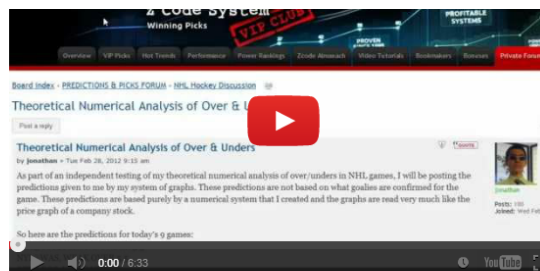 Z Code System
Winning Picks
VIP CLUB
PROVEN
PROFITABLE
SYSTEMS
Overview VIP Picks Hot Trends Performance Power Rankings Zcode Almanach Video Tutorials Bookmakers Bonuses Private Forum
Board index ‹ PREDICTIONS & PICKS FORUM ‹ NHL Hockey Discussion
Theoretical Numerical Analysis of Over & U
Post a reply
Theoretical Numerical Analysis of Over & Unders
by jonathan » Tue Feb 28, 2012 9:15 am
As part of an independent testing of my theoretical numerical analysis of over/unders in NHL games, I will be posting the
predictions given to me by my system of graphs. These predictions are not based on what goalies are confirmed for the
game. These predictions are based purely by a numerical system that I created and the graphs are read very much like the
price graph of a company stock.
So here are the predictions for today's 9 games:
jonathan
Posts:
Joined: Wed Feb
0:00 / 6:33
YouTube